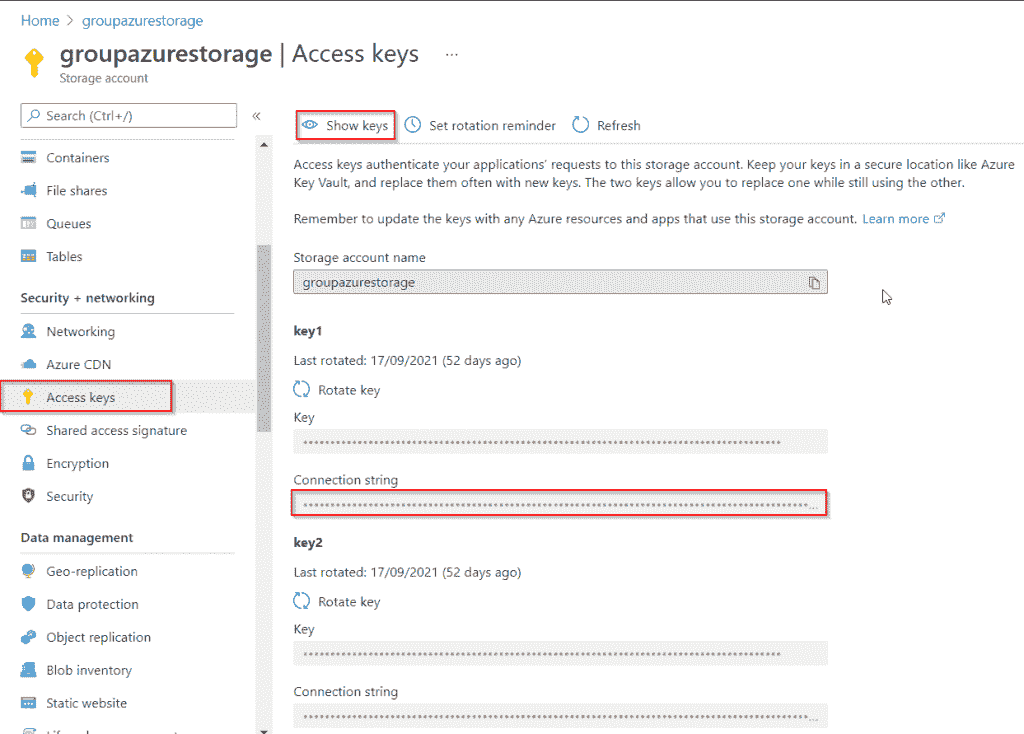 Home > groupazurestorage
groupazurestorage | Access keys ...
Storage account
Search (Ctrl+/)
«
Containers
File shares
Queues
Tables
Security + networking
Networking
Azure CDN
Access keys
Shared access signature
Encryption
Security
Data management
Geo-replication
Data protection
Object replication
Blob inventory
Static website
Show keys
Set rotation reminder
Refresh
Access keys authenticate your applications' requests to this storage account. Keep your keys in a secure location like Azure
Key Vault, and replace them often with new keys. The two keys allow you to replace one while still using the other.
Remember to update the keys with any Azure resources and apps that use this storage account. Learn more
Storage account name
groupazurestorage
key1
Last rotated: 17/09/2021 (52 days ago)
Rotate key
Key
Connection string
key2
Last rotated: 17/09/2021 (52 days ago)
Rotate key
Key
Connection string